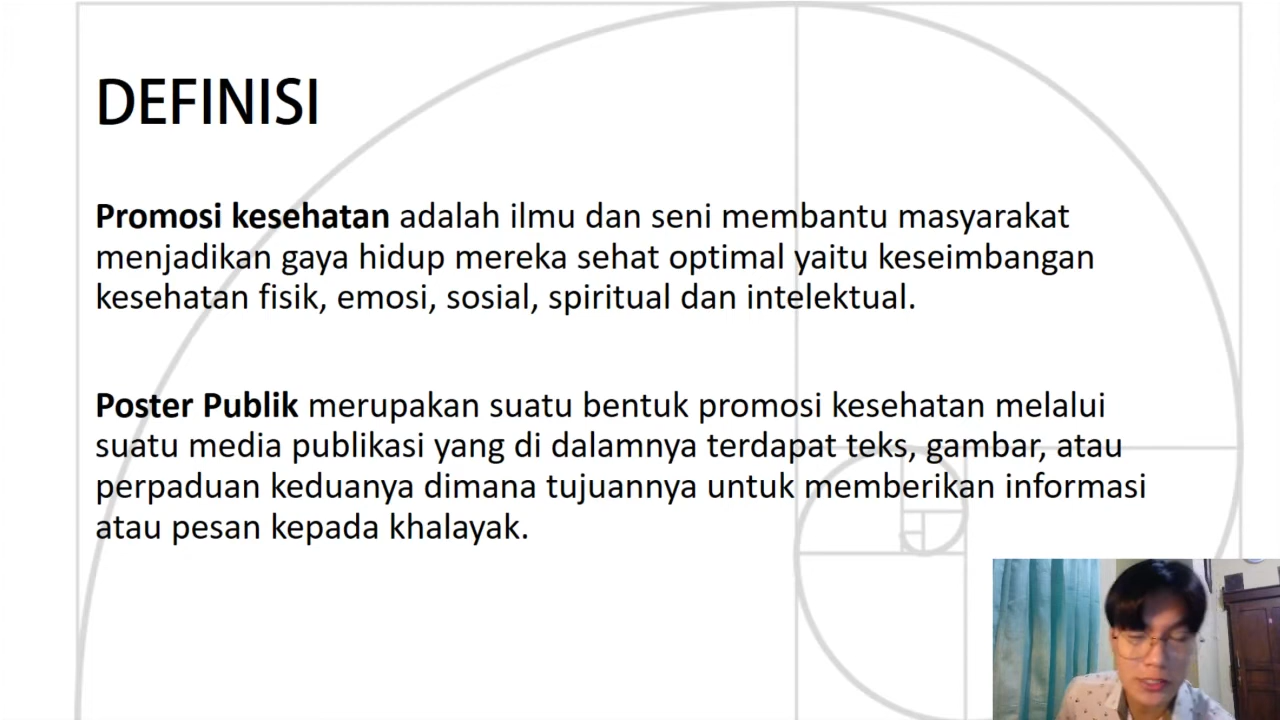 DEFINISI
Promosi kesehatan adalah ilmu dan seni membantu masyarakat
menjadikan gaya hidup mereka sehat optimal yaitu keseimbangan
kesehatan fisik, emosi, sosial, spiritual dan intelektual.
Poster Publik merupakan suatu bentuk promosi kesehatan melalui
suatu media publikasi yang di dalamnya terdapat teks, gambar, atau
perpaduan keduanya dimana tujuannya untuk memberikan informasi
atau pesan kepada khalayak.